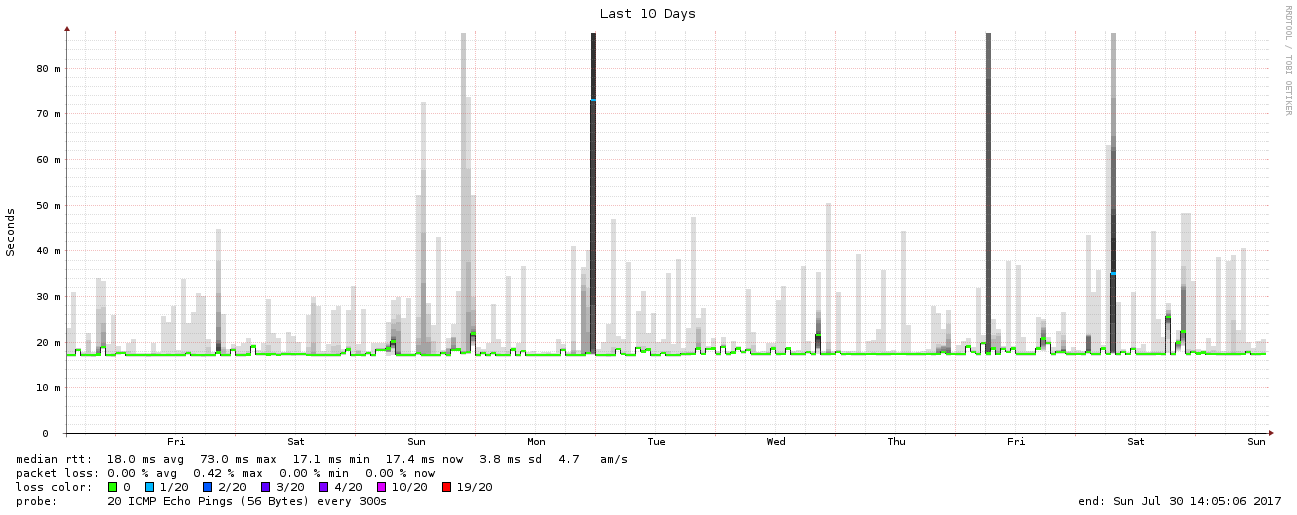 Last 10 Days
RRDTOOL / TOBI OETIKER
Seconds
80 m
70 m
60 m
50 m
40 m
30 m
20 m
10 m
0
Fri Sat Sun Mon Tue Wed Thu Fri Sat Sun
median rtt: 18.0 ms avg 73.0 ms max 17.1 ms min 17.4 ms now 3.8 ms sd 4.7 am/s
packet loss: 0.00 % avg 0.42 % max 0.00 % min 0.00 % now
loss color: 0 1/20 2/20 3/20 4/20 10/20 19/20
probe: 20 ICMP Echo Pings (56 Bytes) every 300s end: Sun Jul 30 14:05:06 2017